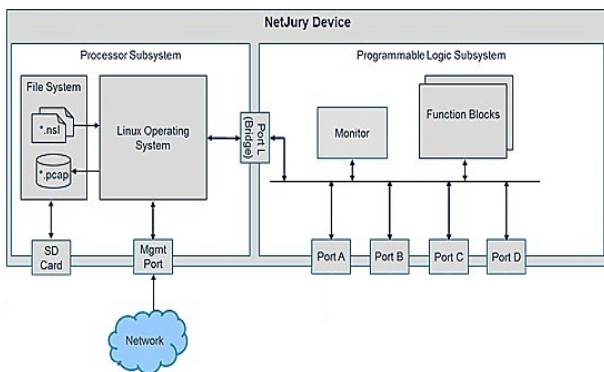 NetJury Device
Processor Subsystem
Programmable Logic Subsystem
File System
*.nsl
*.pcap
Linux Operating
System
Port L
(Bridge)
Monitor
Function Blocks
SD
Card
Mgmt
Port
Port A
Port B
Port C
Port D
Network